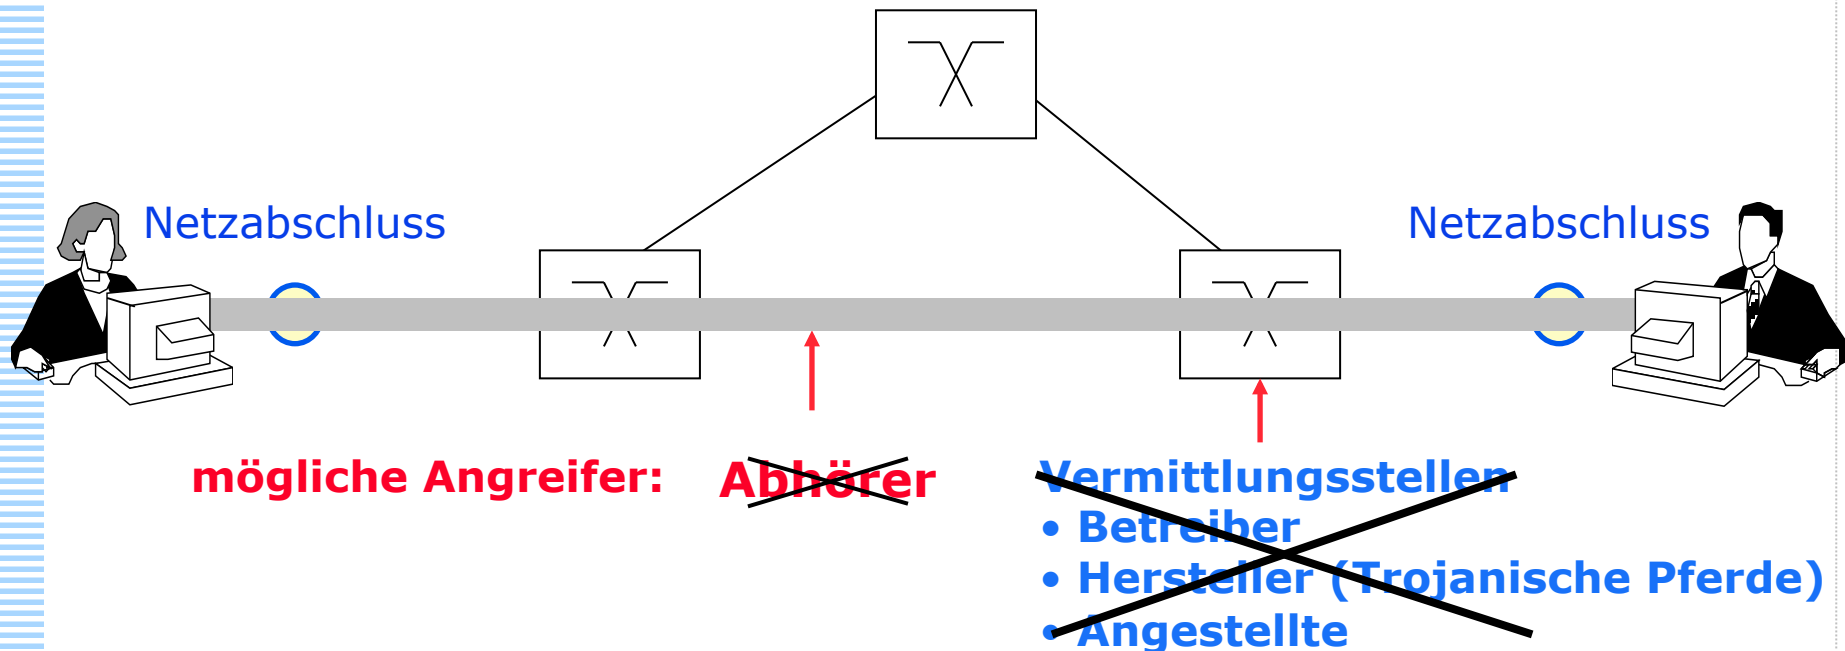 Netzabschluss
Netzabschluss
mögliche Angreifer: Abhörer
Vermittlungsstellen
• Betreiber
• Hersteller (Trojanische Pferde)
• Angestellte